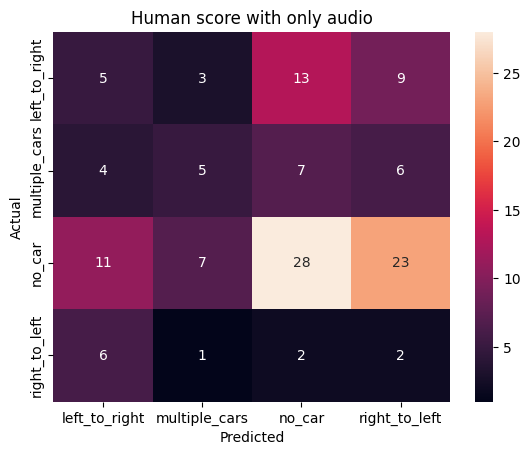 Human score with only audio
Actual
left_to_right
5 3 13 9
multiple_cars
4 5 7 6
no_car
11 7 28 23
right_to_left
6 1 2 2
left_to_right multiple_cars no_car right_to_left
Predicted
25
20
15
10
5